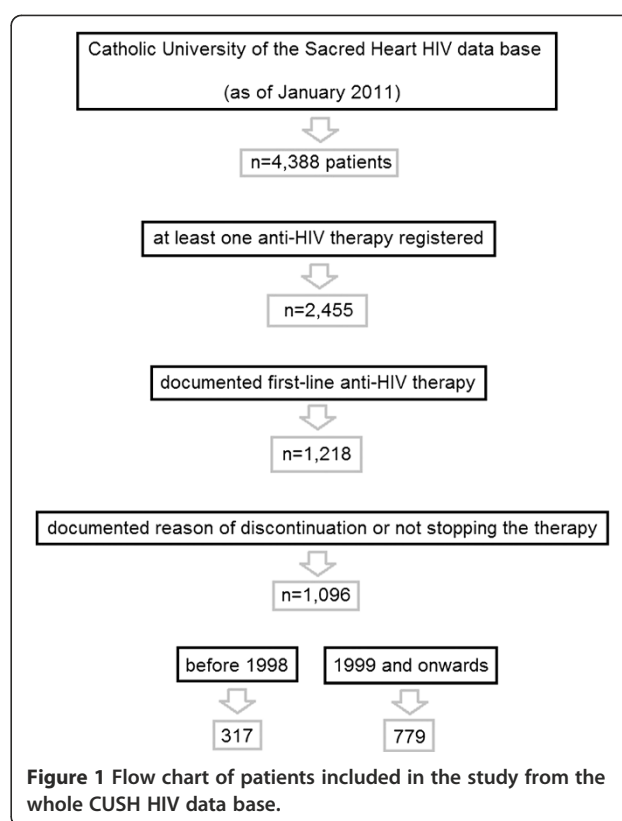 Catholic University of the Sacred Heart HIV data base
(as of January 2011)
n=4,388 patients
at least one anti-HIV therapy registered
n=2,455
documented first-line anti-HIV therapy
n=1,218
documented reason of discontinuation or not stopping the therapy
n=1,096
before 1998 1999 and onwards
317 779
Figure 1 Flow chart of patients included in the study from the
whole CUSH HIV data base.